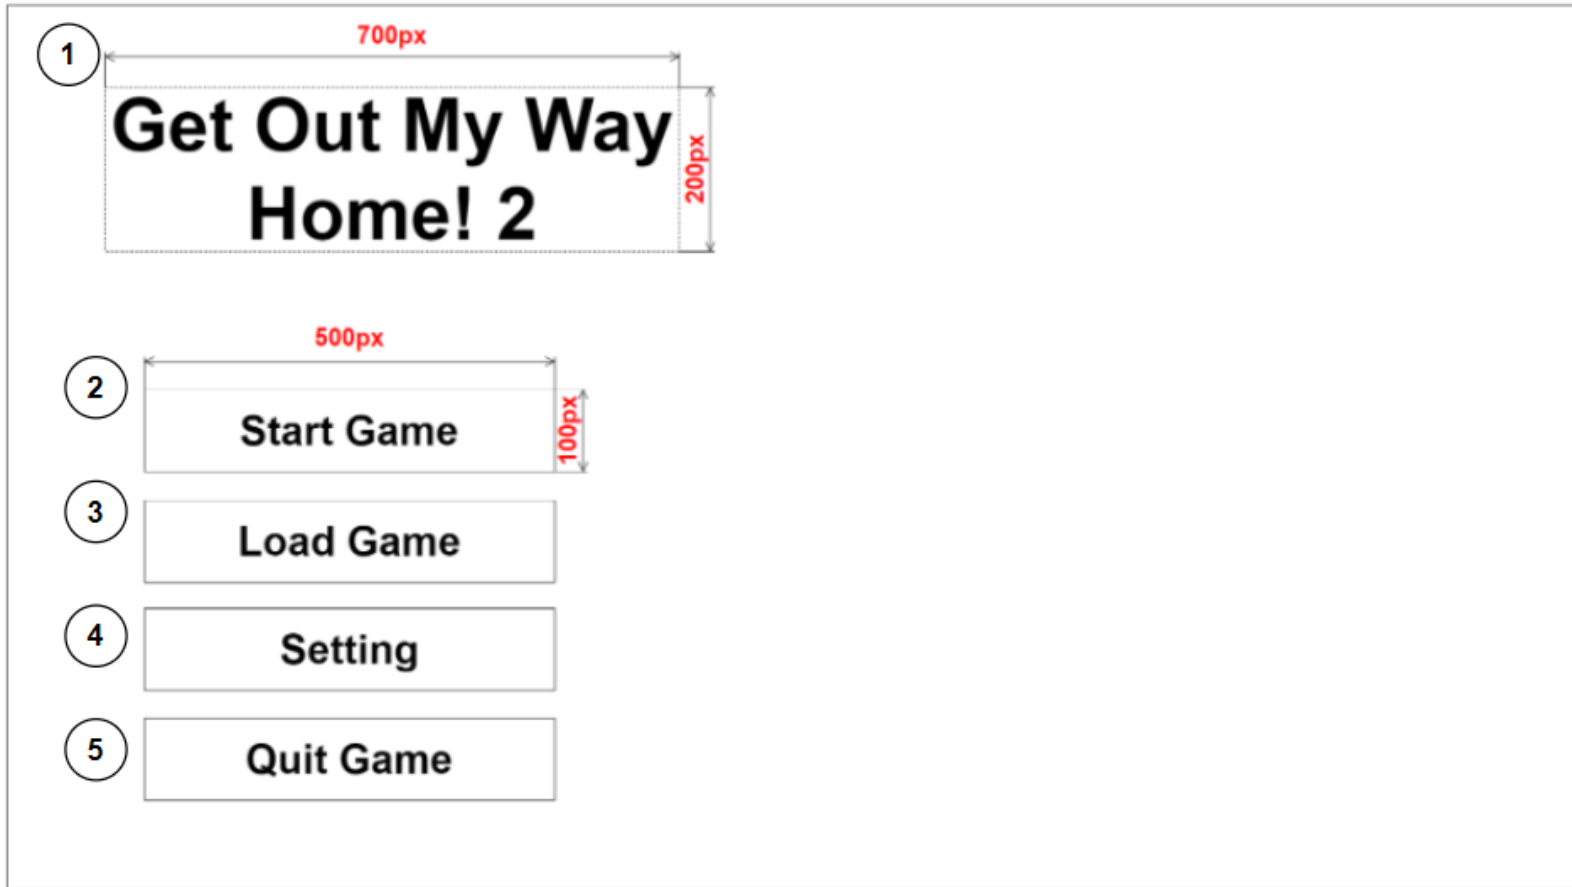 1
700px
Get Out My Way
Home! 2
200px
500px
2
Start Game
100px
3
Load Game
4
Setting
5
Quit Game